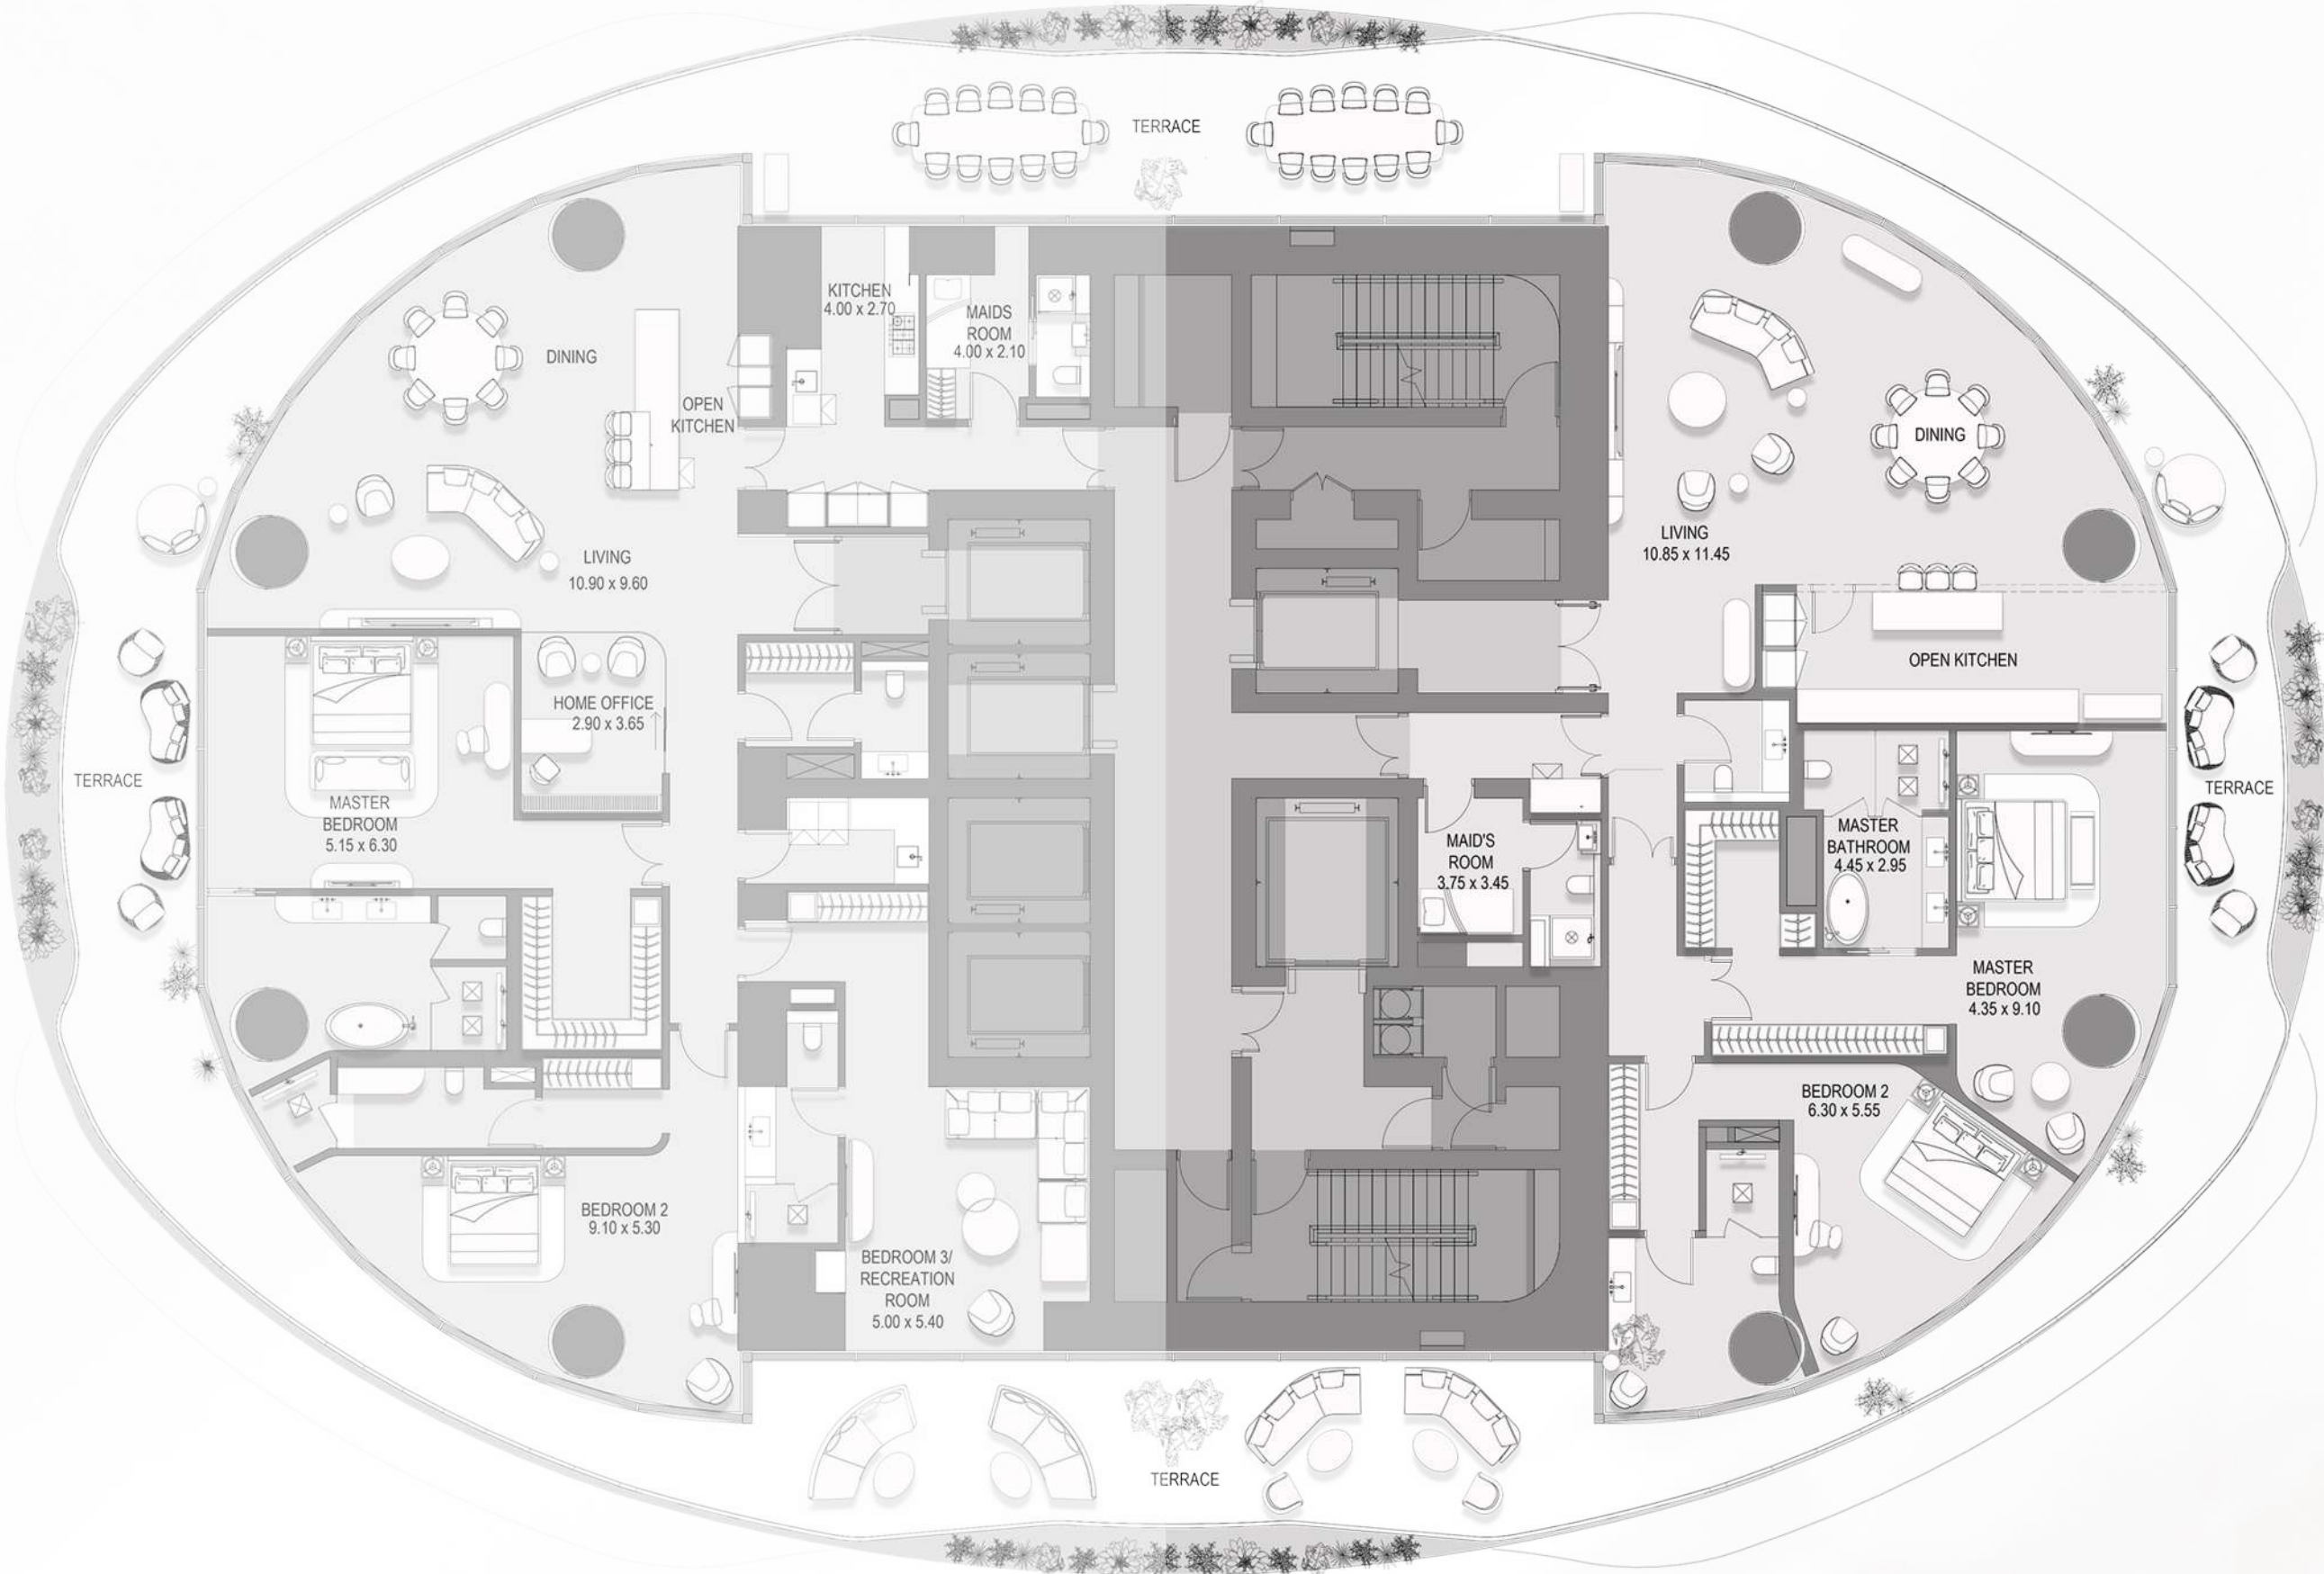 TERRACE
KITCHEN
4.00 x 2.70
MAIDS
ROOM
4.00 x 2.10
DINING
OPEN
KITCHEN
LIVING
10.90 x 9.60
HOME OFFICE
2.90 x 3.65
TERRACE
MASTER
BEDROOM
5.15 x 6.30
BEDROOM 2
9.10 x 5.30
BEDROOM 3/
RECREATION
ROOM
5.00 x 5.40
DINING
LIVING
10.85 x 11.45
OPEN KITCHEN
TERRACE
MAID'S
ROOM
3.75 x 3.45
MASTER
BATHROOM
4.45 x 2.95
MASTER
BEDROOM
4.35 x 9.10
BEDROOM 2
6.30 x 5.55
TERRACE